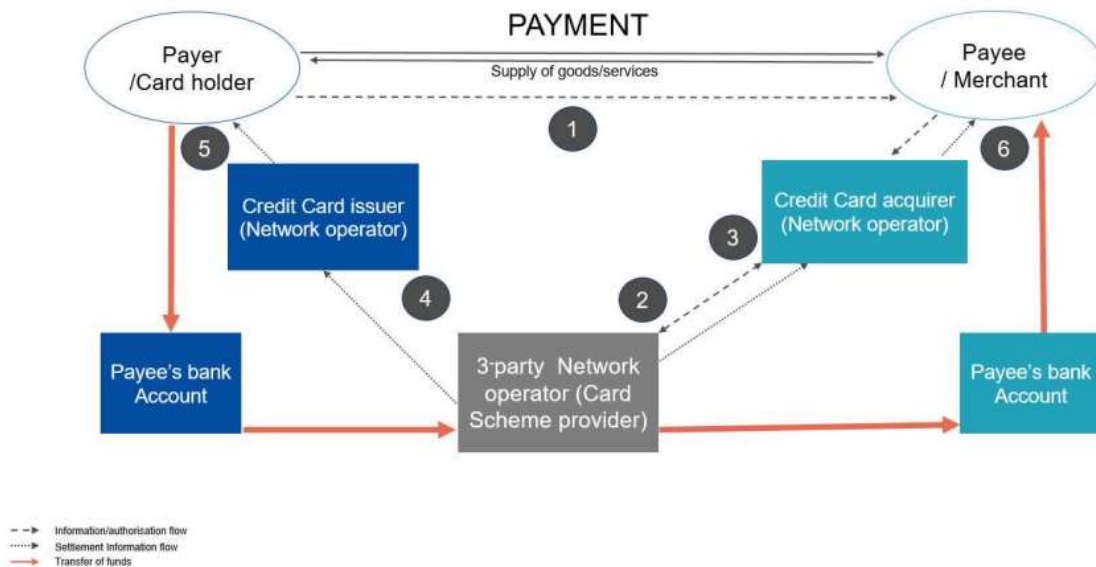 PAYMENT
Payer
/Card holder
Payee
/ Merchant
Supply of goods/services
1
5
6
Credit Card issuer
(Network operator)
Credit Card acquirer
(Network operator)
3
4
2
Payee's bank
Account
3-party Network
operator (Card
Scheme provider)
Payee's bank
Account
Information/authorisation flow
Settlement Information flow
Transfer of funds